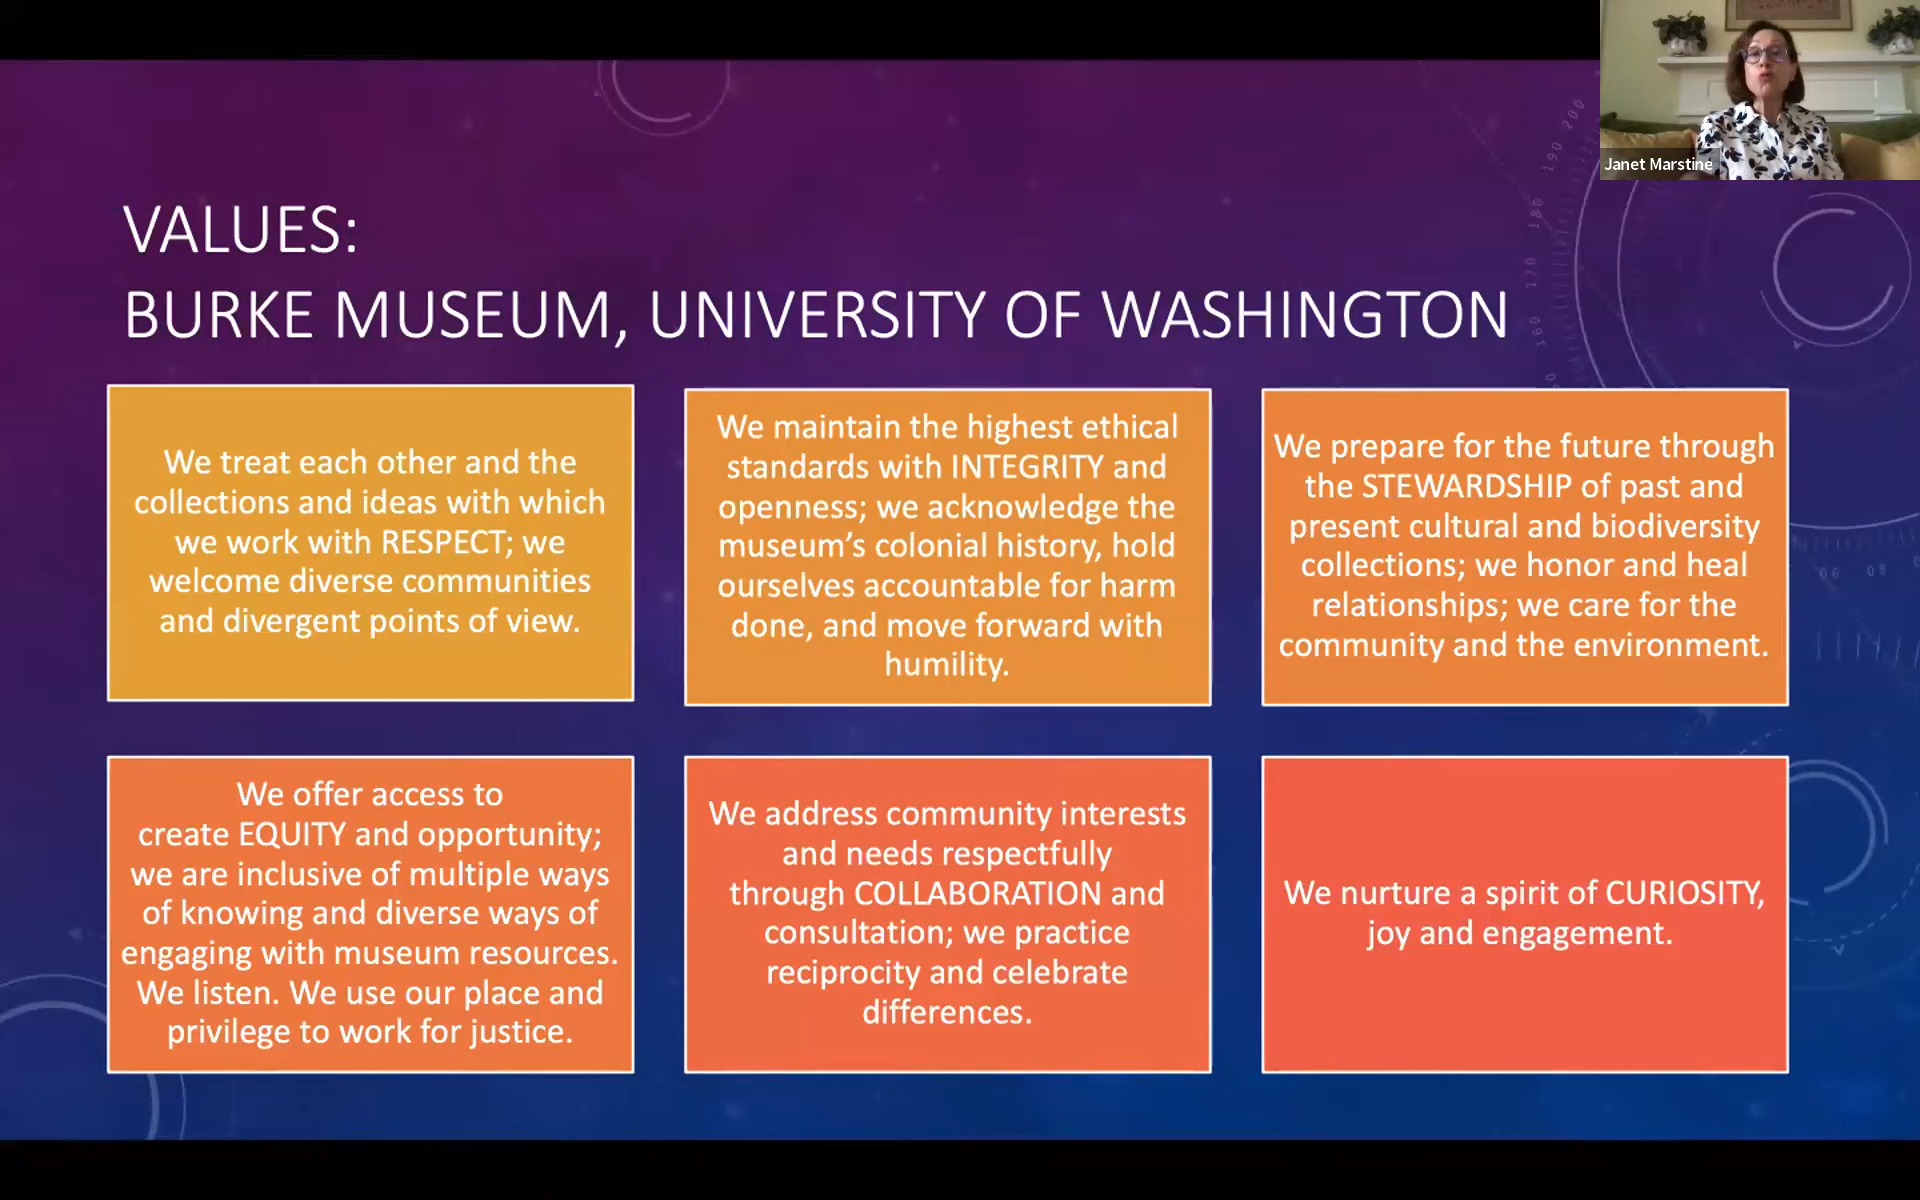 Janet Marstine
VALUES:
BURKE MUSEUM, UNIVERSITY OF WASHINGTON
We treat each other and the
collections and ideas with which
we work with RESPECT; we
welcome diverse communities
and divergent points of view.
We maintain the highest ethical
standards with INTEGRITY and
openness; we acknowledge the
museum’s colonial history, hold
ourselves accountable for harm
done, and move forward with
humility.
We prepare for the future through
the STEWARDSHIP of past and
present cultural and biodiversity
collections; we honor and heal
relationships; we care for the
community and the environment.
We offer access to
create EQUITY and opportunity;
we are inclusive of multiple ways
of knowing and diverse ways of
engaging with museum resources.
We listen. We use our place and
privilege to work for justice.
We address community interests
and needs respectfully
through COLLABORATION and
consultation; we practice
reciprocity and celebrate
differences.
We nurture a spirit of CURIOSITY,
joy and engagement.
200
190
180
170
160